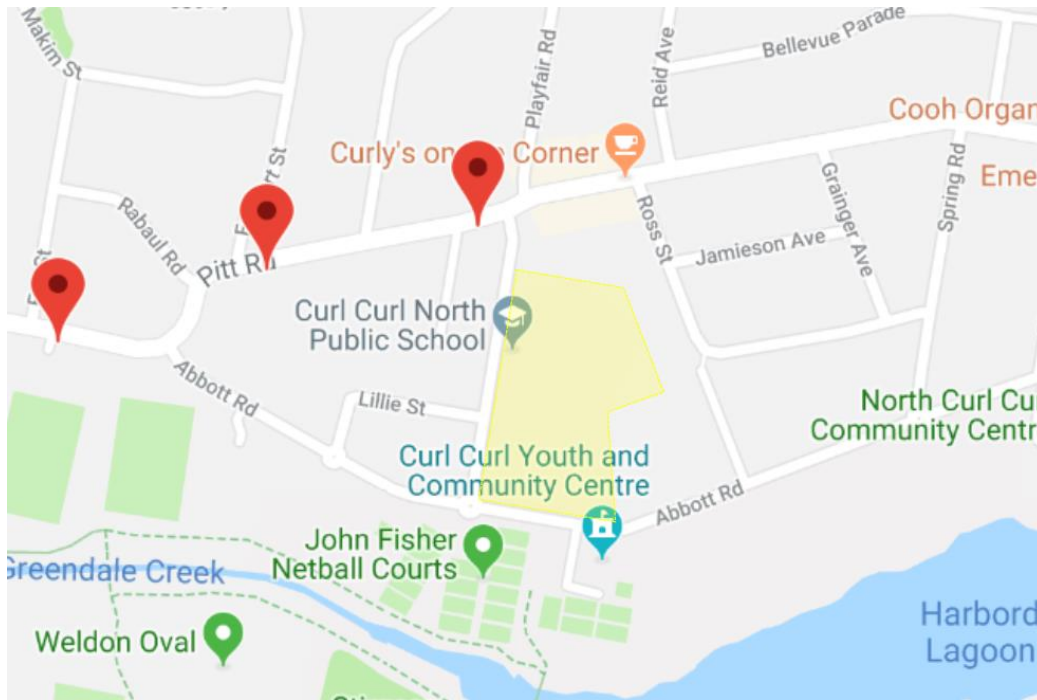 Makim St
Playfair Rd
Reid Ave
Bellevue Parade
Cooh Organ
Curly's on Corner
Eme
Spring Rd
Grainger Ave
Ross St
Jamieson Ave
Rabaul Rd
rt St
St
Pitt Rd
Curl Curl North
Public School
Abbott Rd
Lillie St
North Curl Cu
Community Centr
Curl Curl Youth and
Community Centre
Abbott Rd
John Fisher
Netball Courts
Greendale Creek
Harbord
Lagoon
Weldon Oval